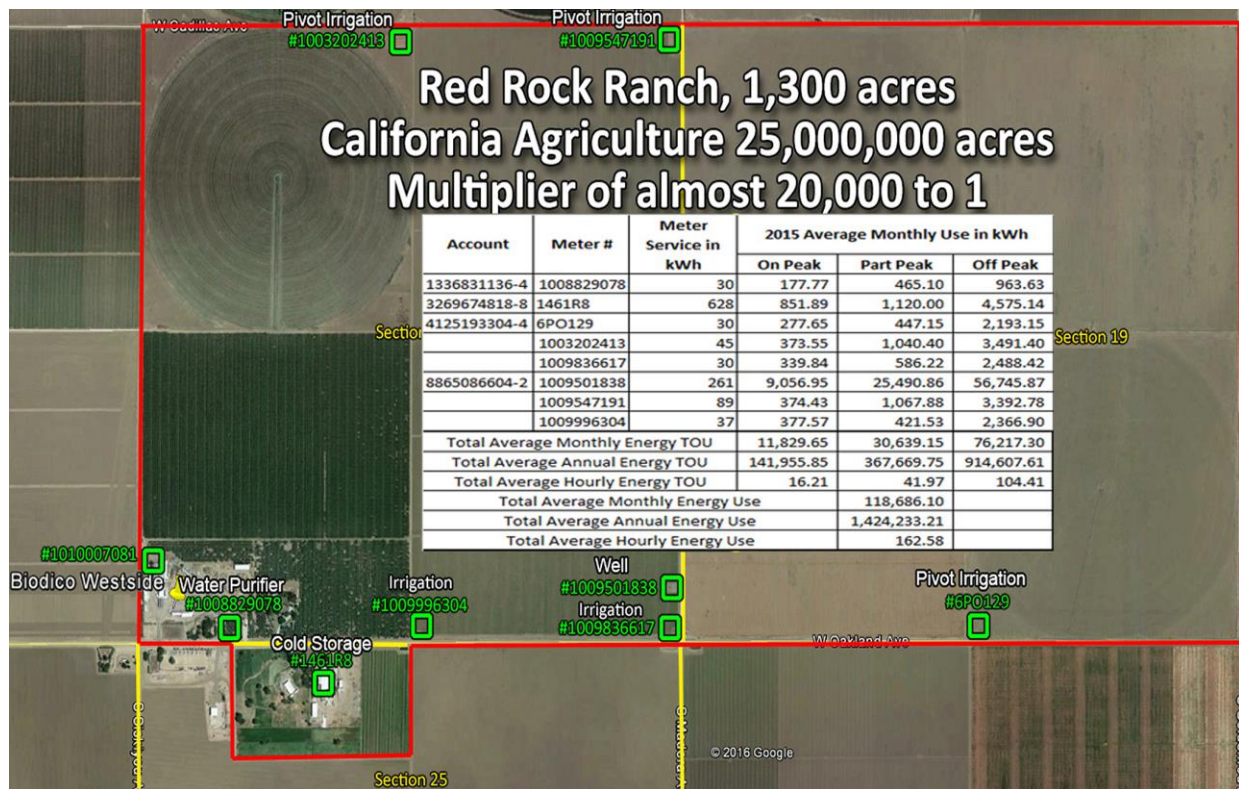 W Cadillac Ave
Pivot Irrigation
#1003202413
Pivot Irrigation
#1009547191
Red Rock Ranch, 1,300 acres
California Agriculture 25,000,000 acres
Multiplier of almost 20,000 to 1
Account Meter # Meter Service in kWh 2015 Average Monthly Use in kWh
On Peak Part Peak Off Peak
1336831136-4 1008829078 30 177.77 465.10 963.63
3269674818-8 1461R8 628 851.89 1,120.00 4,575.14
4125193304-4 6PO129 30 277.65 447.15 2,193.15
1003202413 45 373.55 1,040.40 3,491.40
1009836617 30 339.84 586.22 2,488.42
8865086604-2 1009501838 261 9,056.95 25,490.86 56,745.87
1009547191 89 374.43 1,067.88 3,392.78
1009996304 37 377.57 421.53 2,366.90
Total Average Monthly Energy TOU 11,829.65 30,639.15 76,217.30
Total Average Annual Energy TOU 141,955.85 367,669.75 914,607.61
Total Average Hourly Energy TOU 16.21 41.97 104.41
Total Average Monthly Energy Use 118,686.10
Total Average Annual Energy Use 1,424,233.21
Total Average Hourly Energy Use 162.58
Section 19
#1010007081
Biodico Westside
Water Purifier
#1008829078
Irrigation
#1009996304
Well
#1009501838
Irrigation
#1009836617
Pivot Irrigation
#6PO129
W Oakland Ave
Cold Storage
#1461R8
© 2016 Google
Section 25